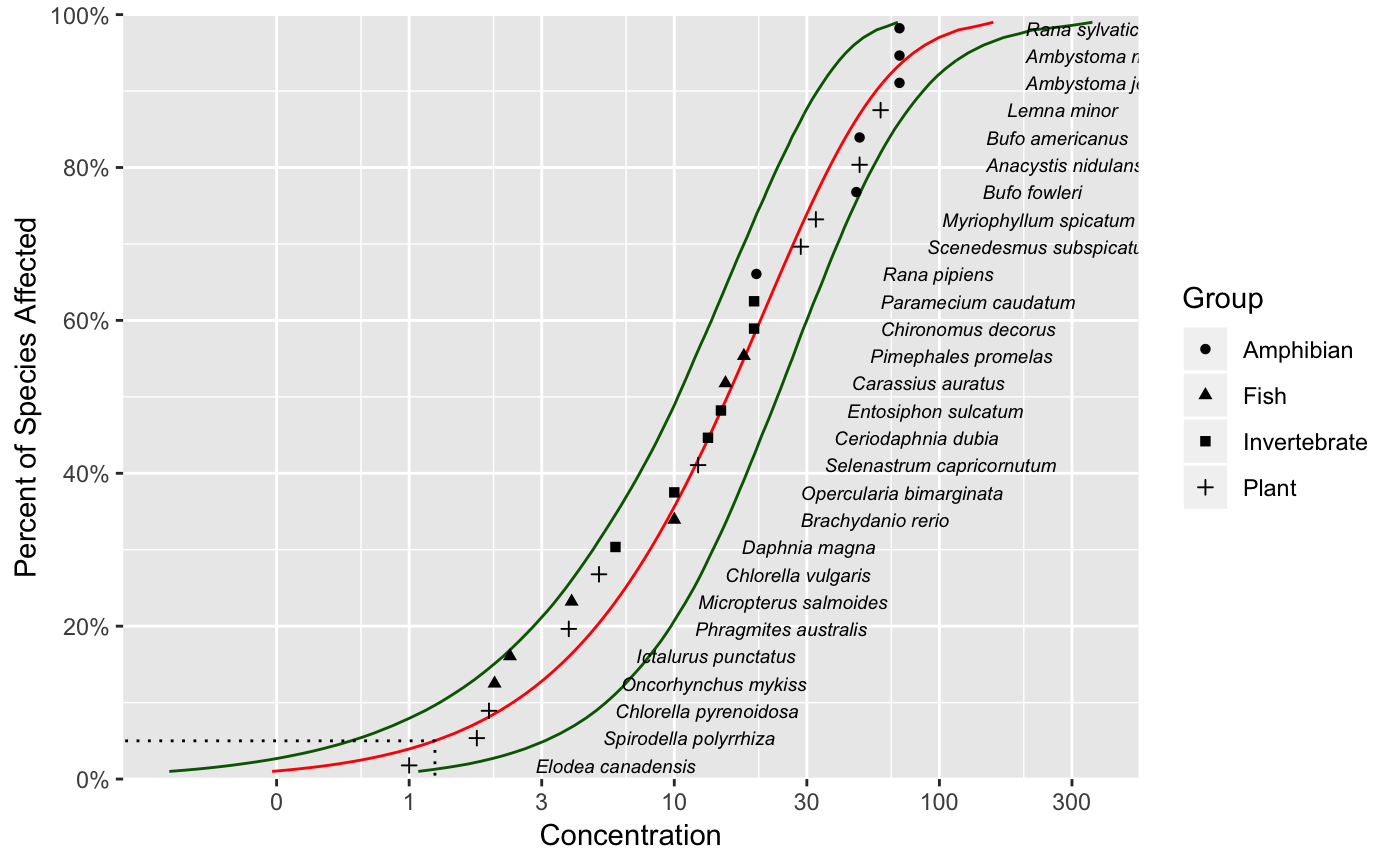 100%
80%
60%
40%
20%
0%
Percent of Species Affected
Rana sylvatic
Ambystoma
Ambystoma
Lemna minor
Bufo americanus
Anacystis nidulans
Bufo fowleri
Myriophyllum spicatum
Scenedesmus subspicatu
Rana pipiens
Paramecium caudatum
Chironomus decorus
Pimephales promelas
Carassius auratus
Entosiphon sulcatum
Ceriodaphnia dubia
Selenastrum capricornutum
Opercularia bimarginata
Brachydanio rerio
Daphnia magna
Chlorella vulgaris
Micropterus salmoides
Phragmites australis
Ictalurus punctatus
Oncorhynchus mykiss
Chlorella pyrenoidosa
Spirodella polyrrhiza
Elodea canadensis
0 1 3 10 30 100 300
Concentration
Group
Amphibian
Fish
Invertebrate
Plant